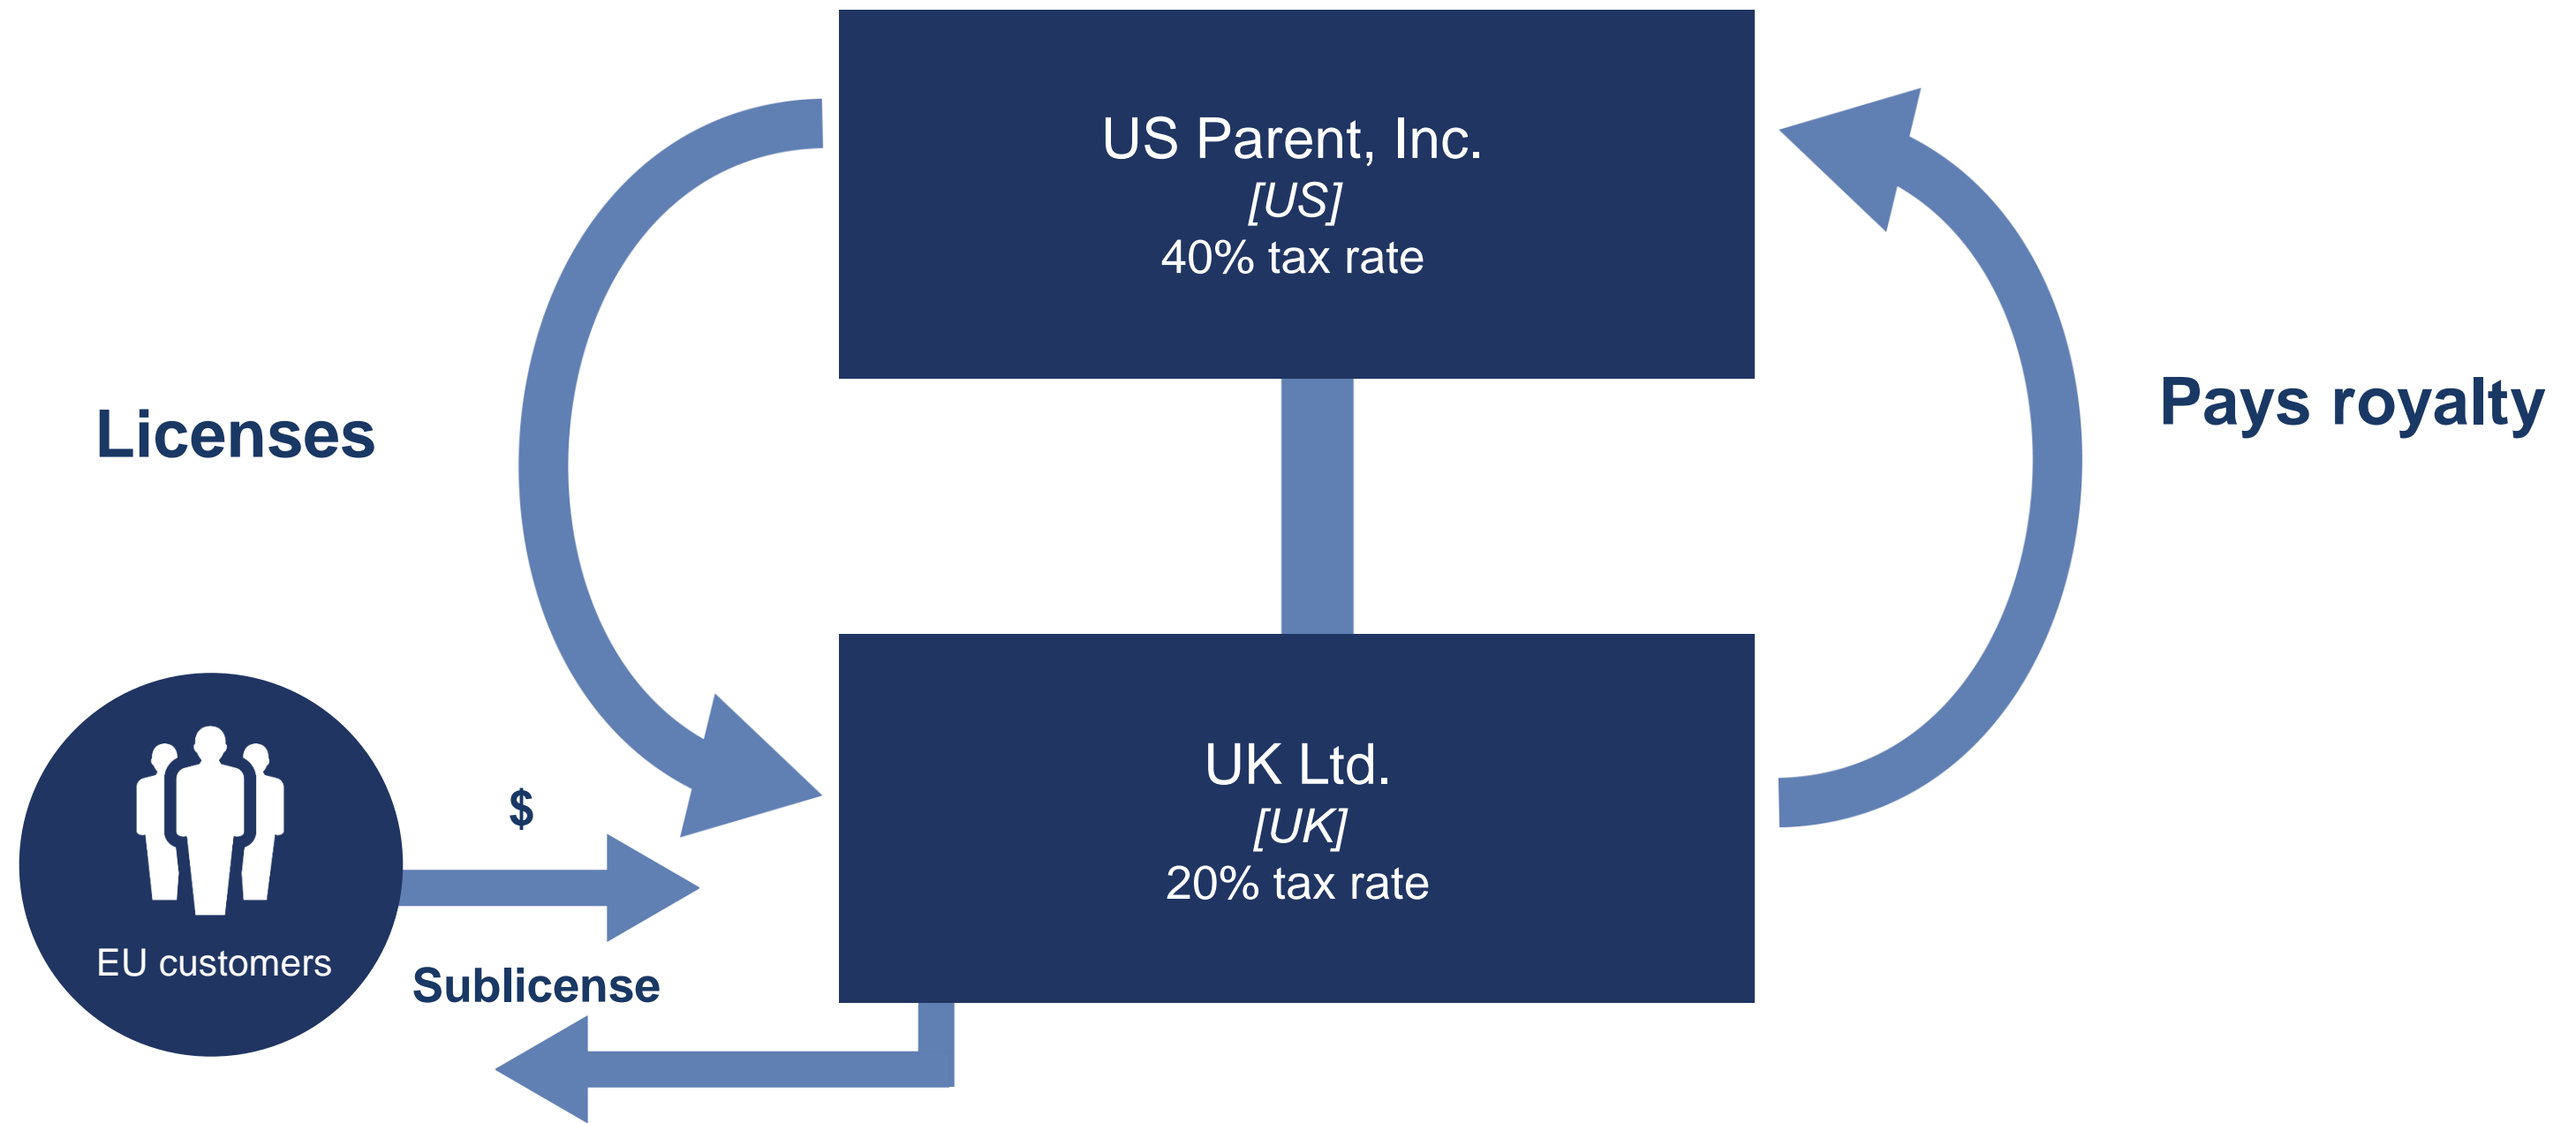 US Parent, Inc.
[US]
40% tax rate
Licenses
Pays royalty
UK Ltd.
[UK]
20% tax rate
$
EU customers
Sublicense